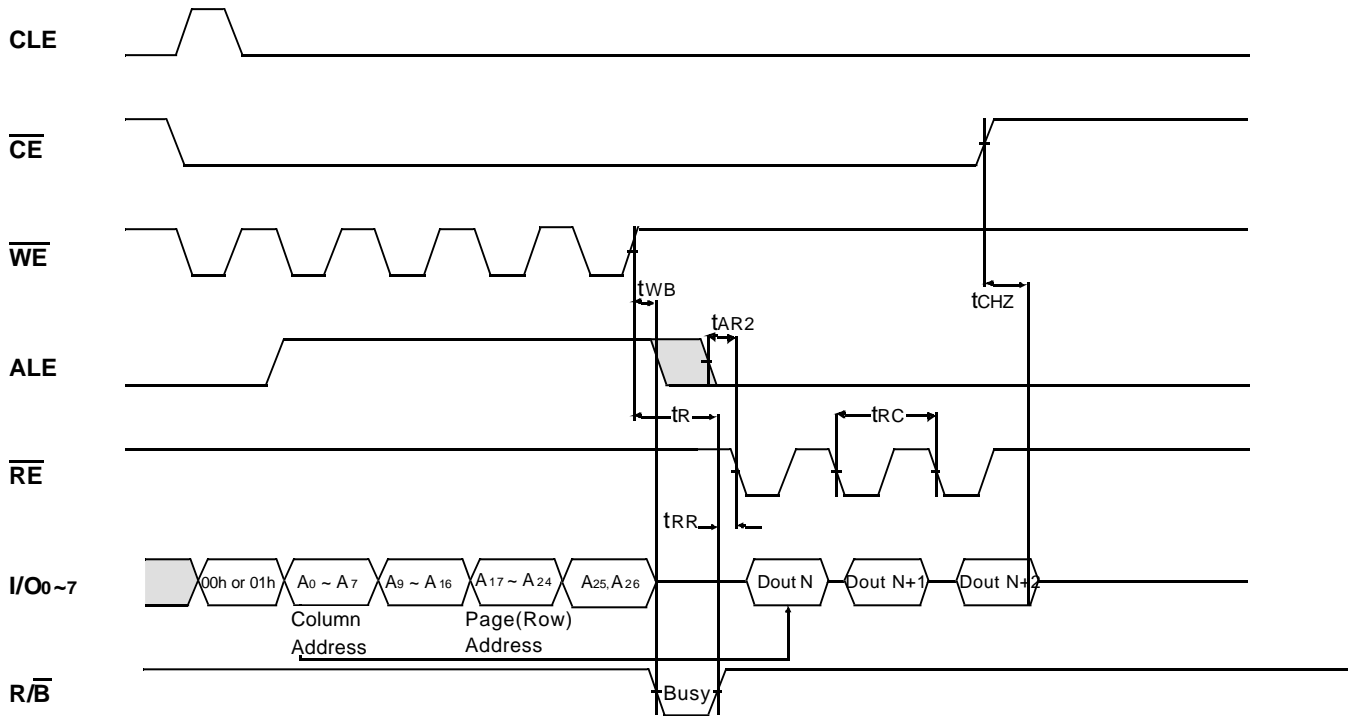 CLE
CE
WE
tWB
tCHZ
tAR2
ALE
tR
tRC
RE
tRR
I/O0~7
00h or 01h
A0 ~ A7
A9 ~ A16
A17 ~ A24
A25, A26
Dout N
Dout N+1
Dout N+2
Column
Address
Page(Row)
Address
R/B
Busy